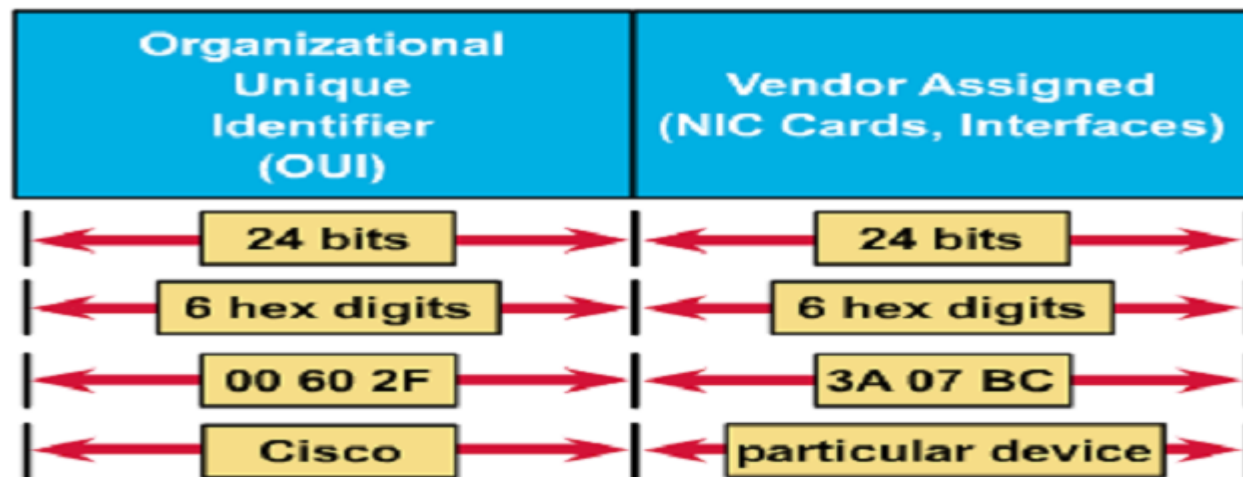 Organizational
Unique
Identifier
(OUI)
Vendor Assigned
(NIC Cards, Interfaces)
24 bits
24 bits
6 hex digits
6 hex digits
00 60 2F
3A 07 BC
Cisco
particular device